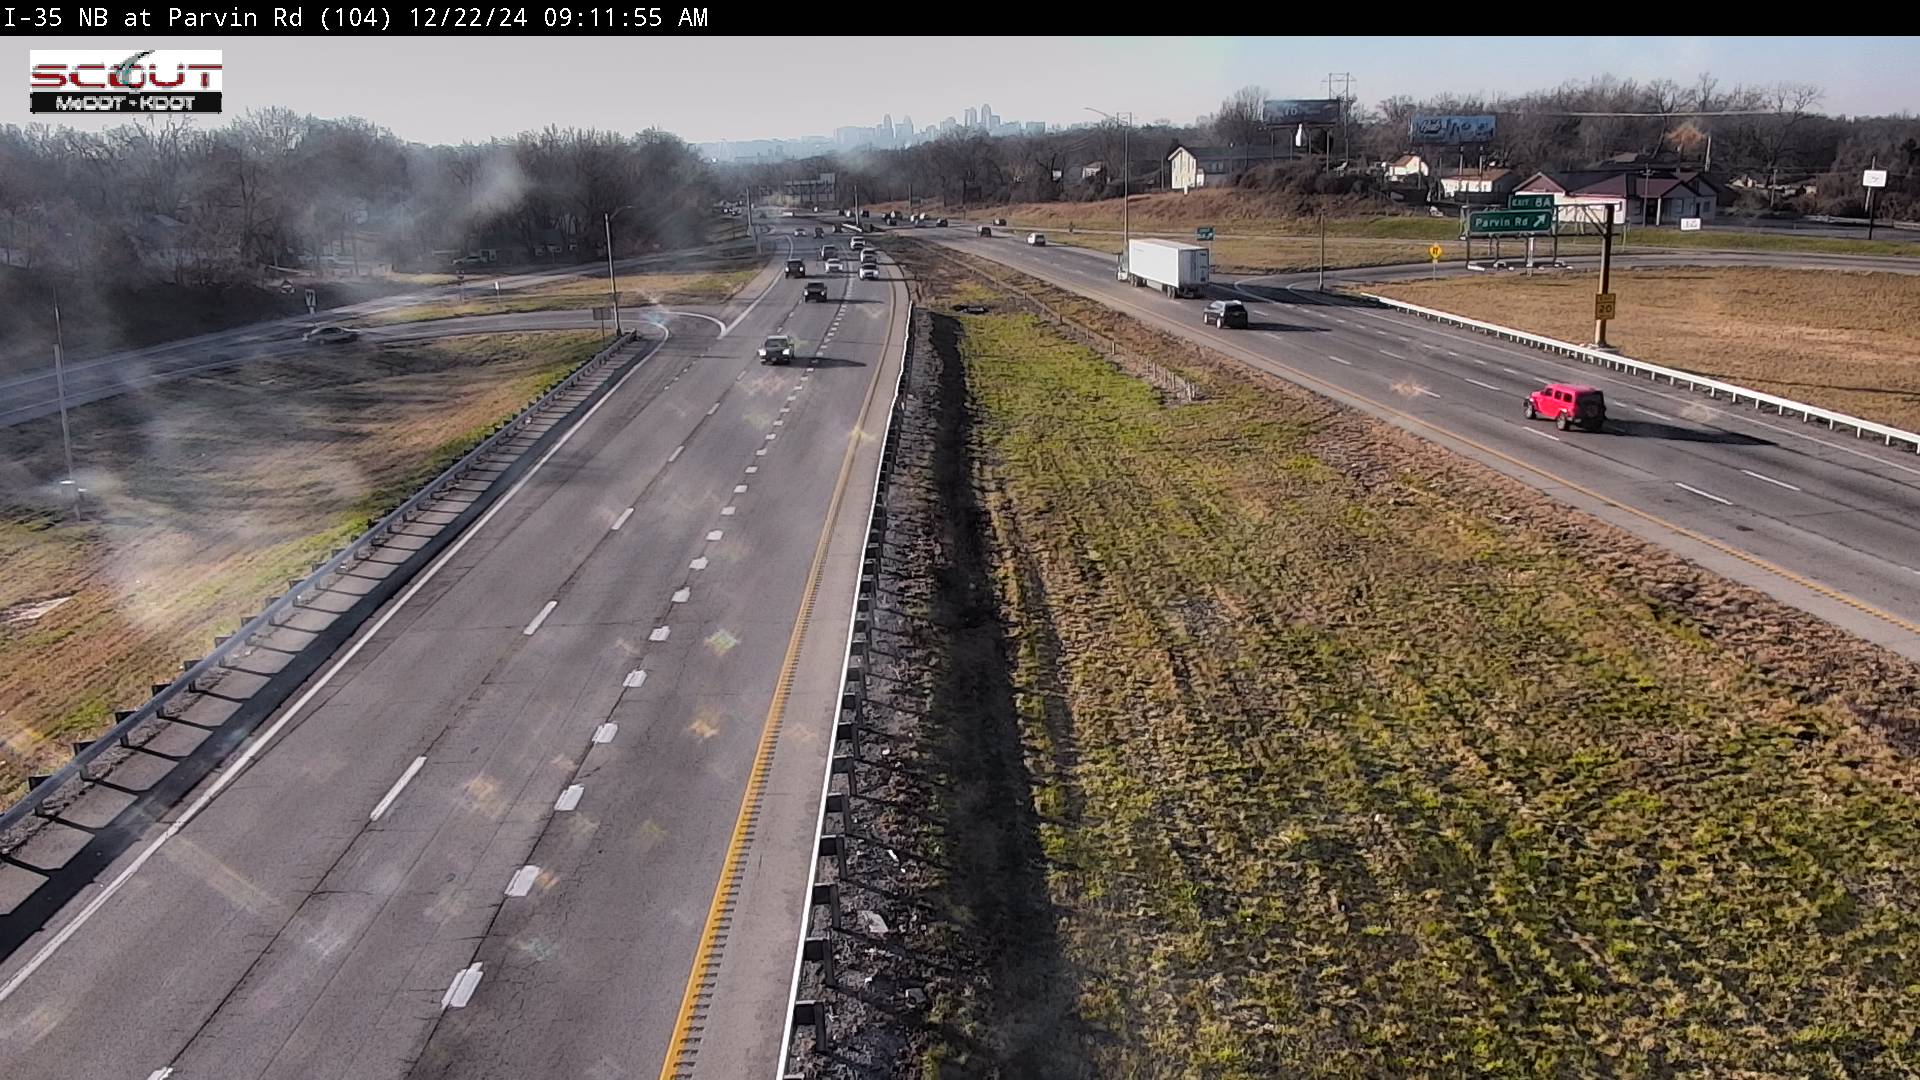 I-35 NB at Parvin Rd (104) 12/22/24 09:11:55 AM
SCOUT
MoDOT - KDOT
EXIT 8A
Parvin Rd
20